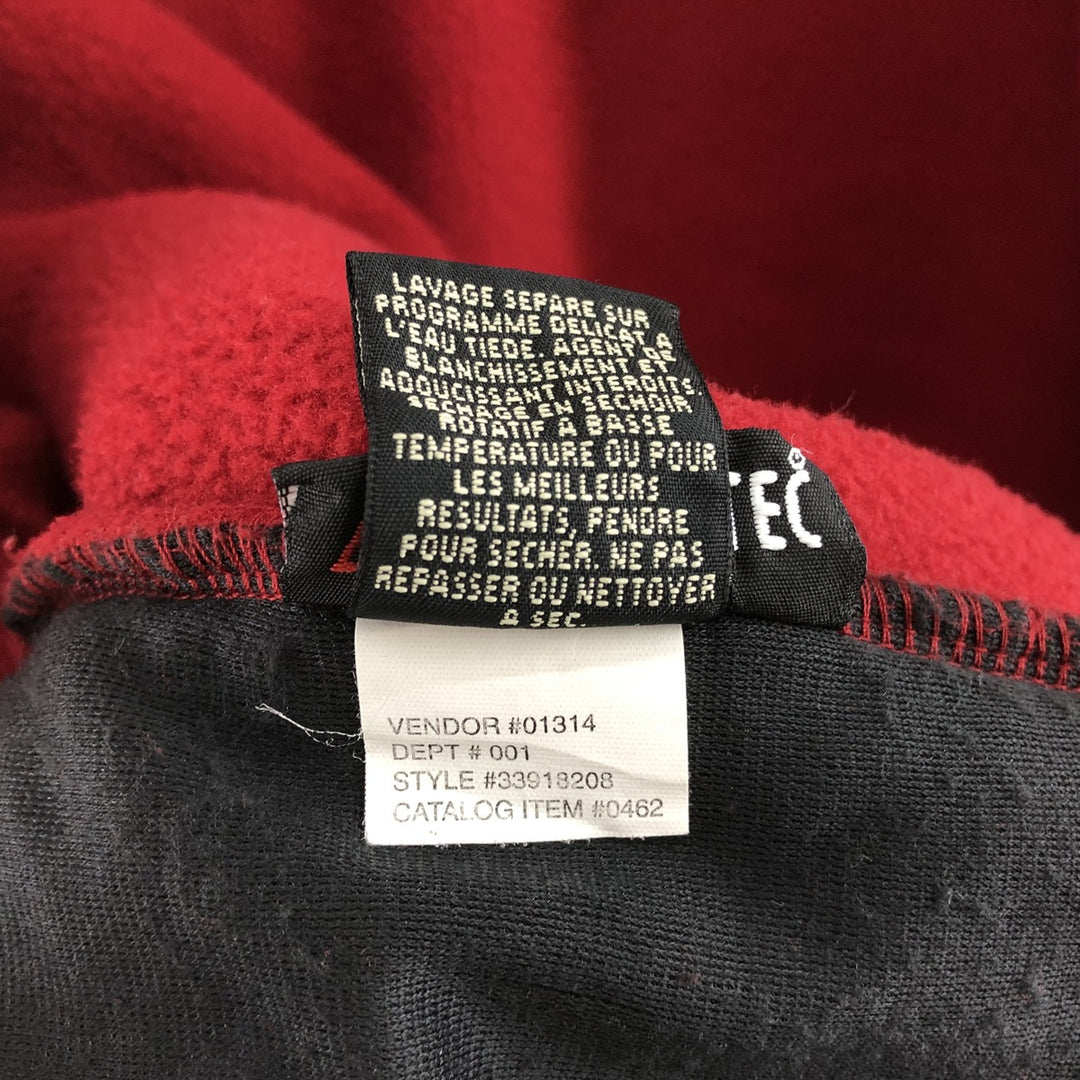 LAVAGE SEPARE SUR
PROGRAMME DELICAT A
L'EAU TIEDE. AGENT DE
BLANCHISSEMENT ET
ADOUCISSANT INTERDITS
SECHAGE EN SECHOIR
ROTATIF A BASSE
TEMPERATURE OU POUR
LES MEILLEURS
RESULTATS, PENDRE
POUR SECHER. NE PAS
REPASSER OU NETTOYER
A SEC.
TEC®
VENDOR #01314
DEPT # 001
STYLE #33918208
CATALOG ITEM #0462